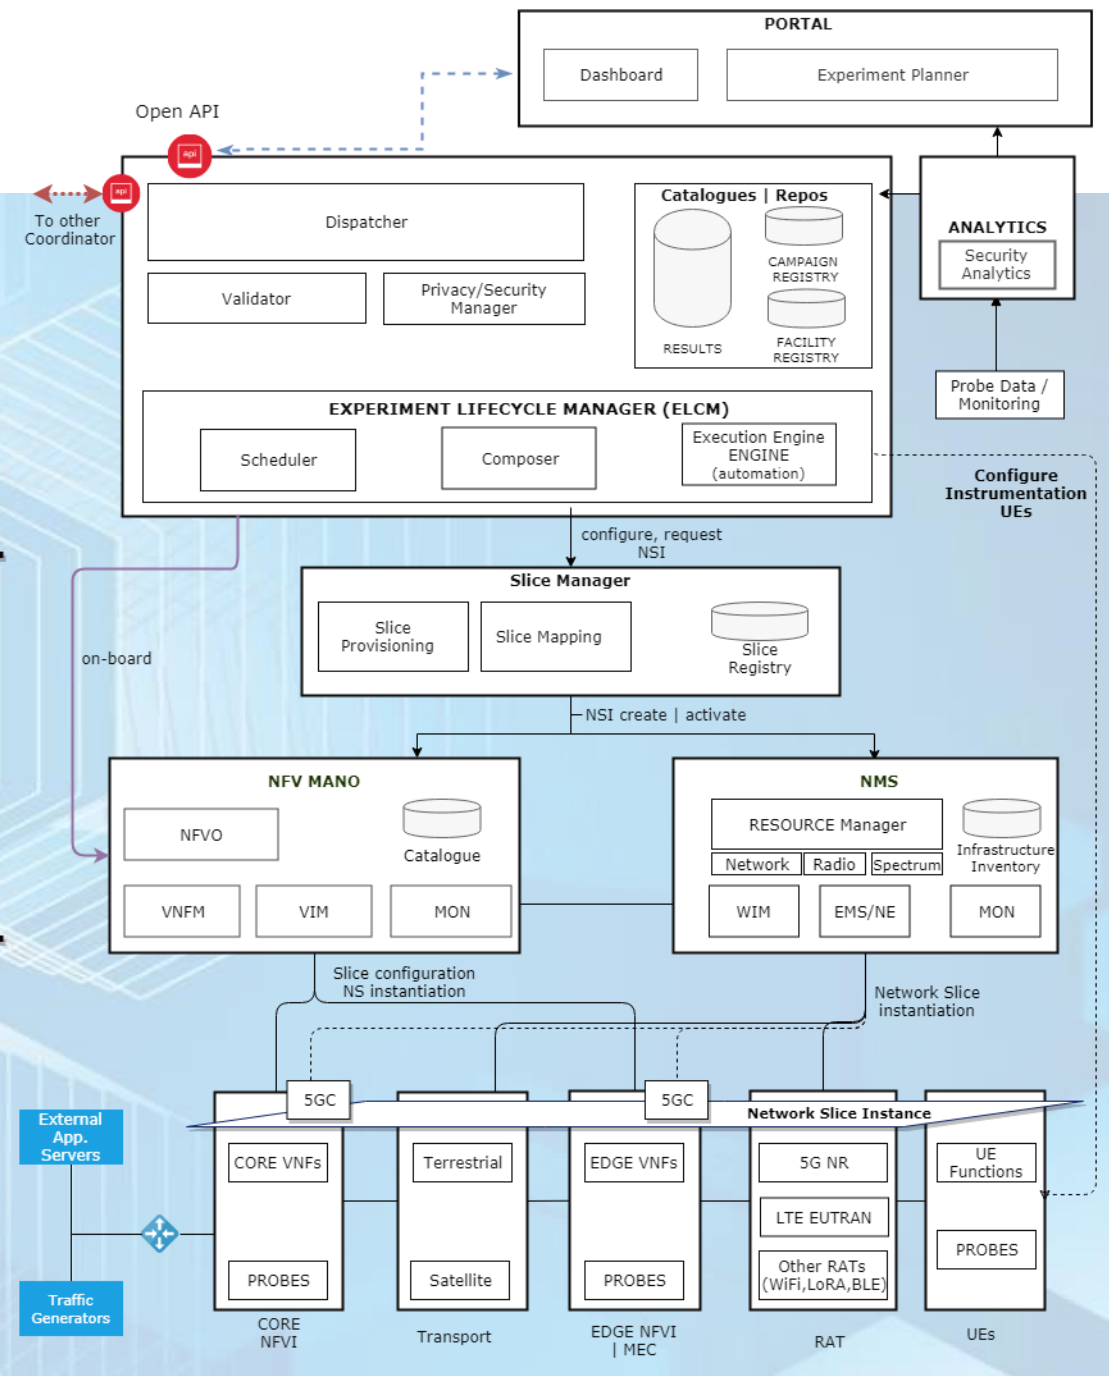 PORTAL
Dashboard
Experiment Planner
Open API
api
api
To other
Coordinator
Dispatcher
Validator
Privacy/Security
Manager
Catalogues | Repos
RESULTS
CAMPAIGN
REGISTRY
FACILITY
REGISTRY
ANALYTICS
Security
Analytics
Probe Data /
Monitoring
EXPERIMENT LIFECYCLE MANAGER (ELCM)
Scheduler
Composer
Execution Engine
ENGINE
(automation)
Configure
Instrumentation
UEs
configure, request
NSI
Slice Manager
Slice
Provisioning
Slice Mapping
Slice
Registry
on-board
NSI create | activate
NFV MANO
NFVO
Catalogue
VNFM
VIM
MON
NMS
RESOURCE Manager
Network
Radio
Spectrum
Infrastructure
Inventory
WIM
EMS/NE
MON
Slice configuration
NS instantiation
Network Slice
instantiation
5GC
5GC
Network Slice Instance
External
App.
Servers
Traffic
Generators
CORE VNFs
PROBES
CORE
NFVI
Terrestrial
Satellite
Transport
EDGE VNFs
PROBES
EDGE NFVI
| MEC
5G NR
LTE EUTRAN
Other RATs
(WiFi,LoRA,BLE)
RAT
UE
Functions
PROBES
UEs